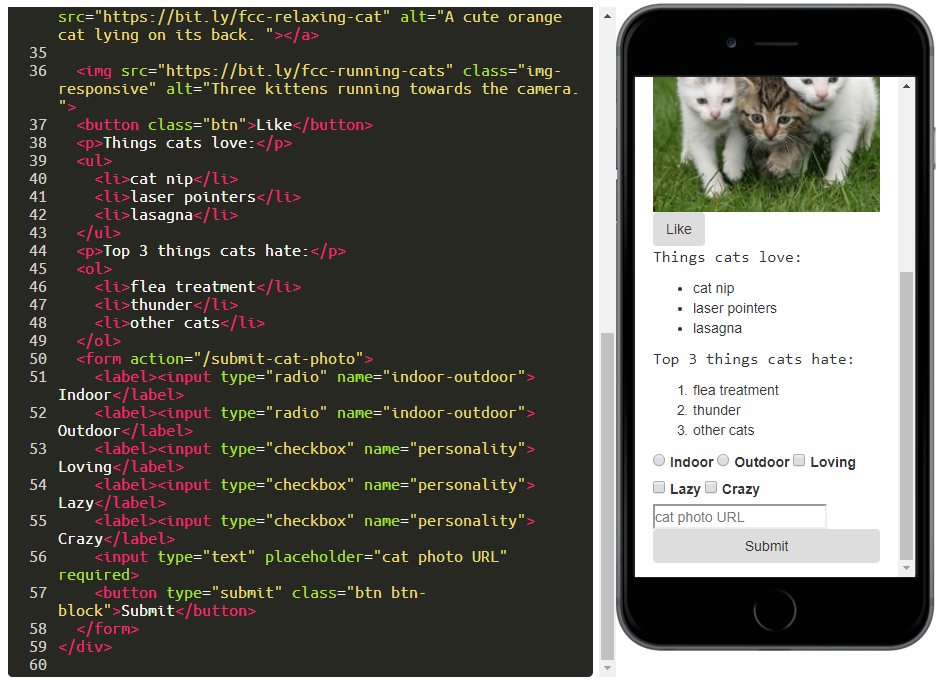 src="https://bit.ly/fcc-relaxing-cat" alt="A cute orange
cat lying on its back. "></a>
35
36 <img src="https://bit.ly/fcc-running-cats" class="img-
responsive" alt="Three kittens running towards the camera.
">
37 <button class="btn">Like</button>
38 <p>Things cats love:</p>
39 <ul>
40 <li>cat nip</li>
41 <li>laser pointers</li>
42 <li>lasagna</li>
43 </ul>
44 <p>Top 3 things cats hate:</p>
45 <ol>
46 <li>flea treatment</li>
47 <li>thunder</li>
48 <li>other cats</li>
49 </ol>
50 <form action="/submit-cat-photo">
51 <label><input type="radio" name="indoor-outdoor">
Indoor</label>
52 <label><input type="radio" name="indoor-outdoor">
Outdoor</label>
53 <label><input type="checkbox" name="personality">
Loving</label>
54 <label><input type="checkbox" name="personality">
Lazy</label>
55 <label><input type="checkbox" name="personality">
Crazy</label>
56 <input type="text" placeholder="cat photo URL"
required>
57 <button type="submit" class="btn btn-
block">Submit</button>
58 </form>
59 </div>
60
Like
Things cats love:
• cat nip
• laser pointers
• lasagna
Top 3 things cats hate:
1. flea treatment
2. thunder
3. other cats
Indoor Outdoor Loving
Lazy Crazy
cat photo URL
Submit